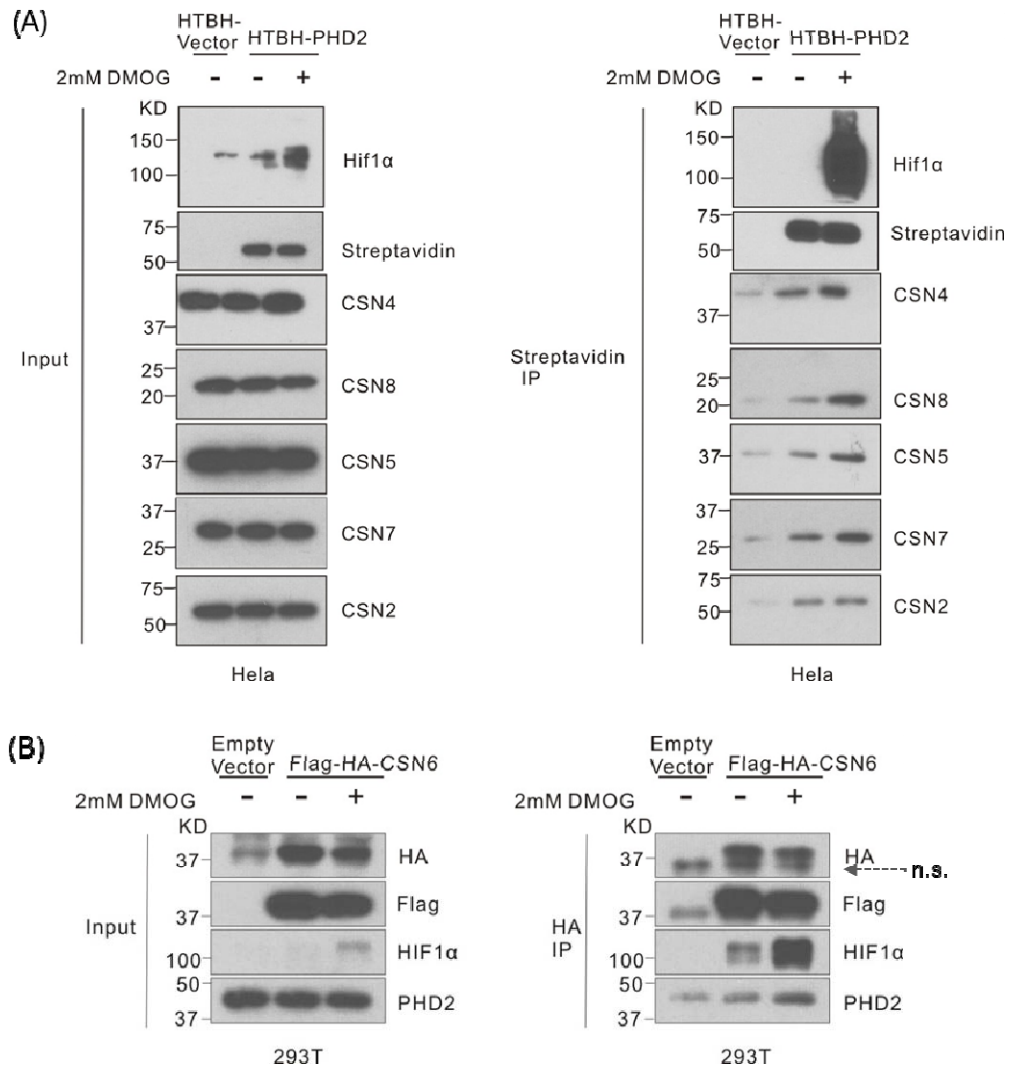 (A)
HTBH-
Vector
HTBH-PHD2
2mM DMOG
-
-
+
KD
150
100
Hif1α
75
50
Streptavidin
37
CSN4
25
20
CSN8
37
CSN5
37
25
CSN7
75
50
CSN2
Input
Hela
HTBH-
Vector
HTBH-PHD2
2mM DMOG
-
-
+
KD
150
100
Hif1α
75
50
Streptavidin
37
CSN4
25
20
CSN8
37
CSN5
37
25
CSN7
75
50
CSN2
Streptavidin
IP
Hela
(B)
Empty
Vector
Flag-HA-CSN6
2mM DMOG
-
-
+
KD
37
HA
37
Flag
100
HIF1α
50
37
PHD2
Input
293T
Empty
Vector
Flag-HA-CSN6
2mM DMOG
-
-
+
KD
37
HA
n.s.
37
Flag
100
HIF1α
50
37
PHD2
HA
IP
293T